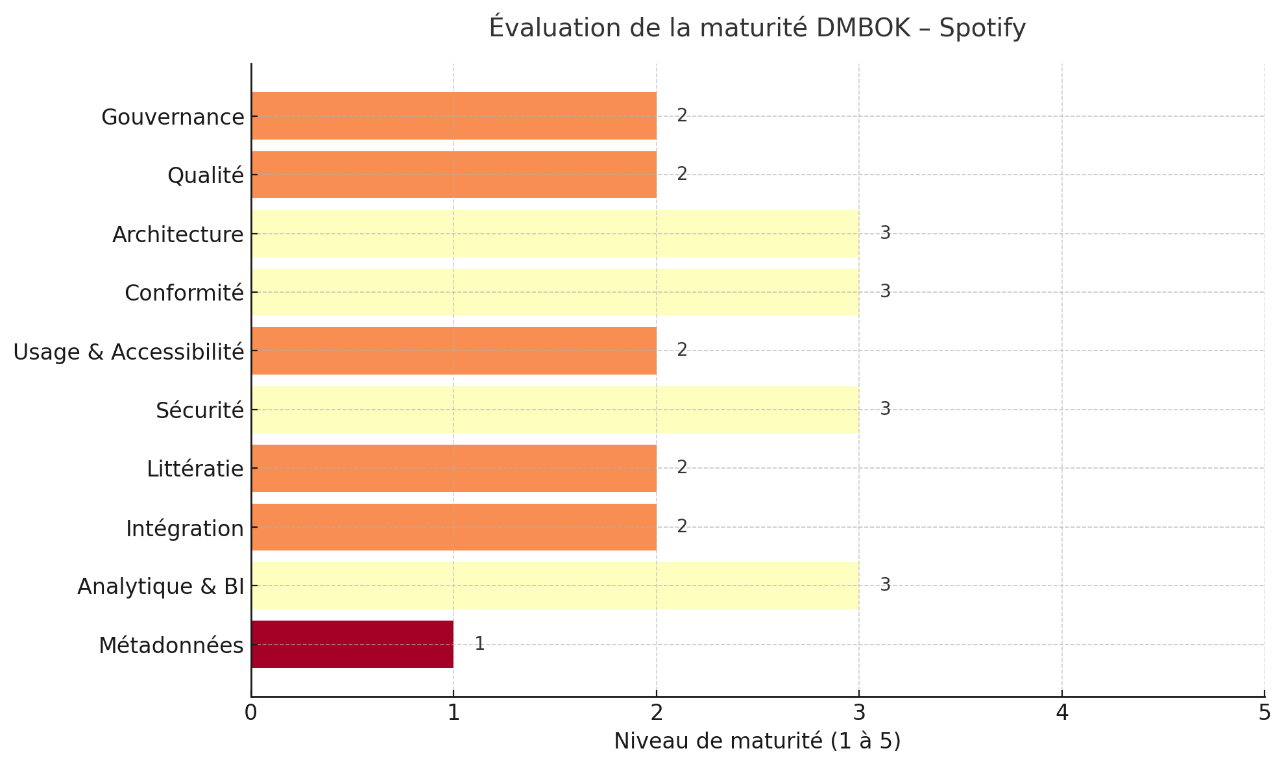 Évaluation de la maturité DMBOK – Spotify
Gouvernance 2
Qualité 2
Architecture 3
Conformité 3
Usage & Accessibilité 2
Sécurité 3
Littératie 2
Intégration 2
Analytique & BI 3
Métadonnées 1
0 1 2 3 4 5
Niveau de maturité (1 à 5)